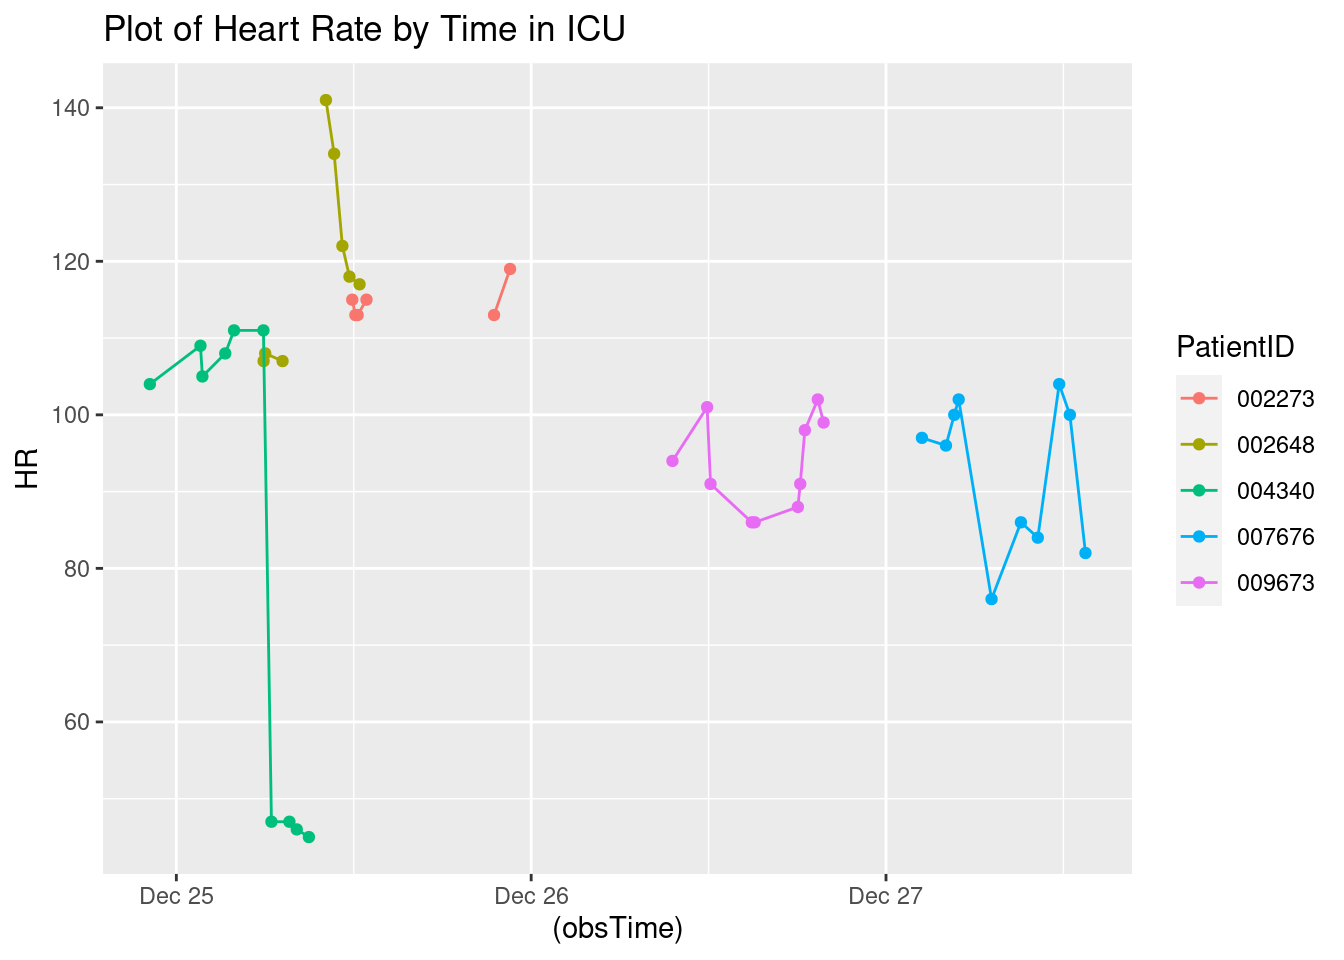 Plot of Heart Rate by Time in ICU
140
120
100
80
60
HR
Dec 25
Dec 26
Dec 27
(obsTime)
PatientID
002273
002648
004340
007676
009673